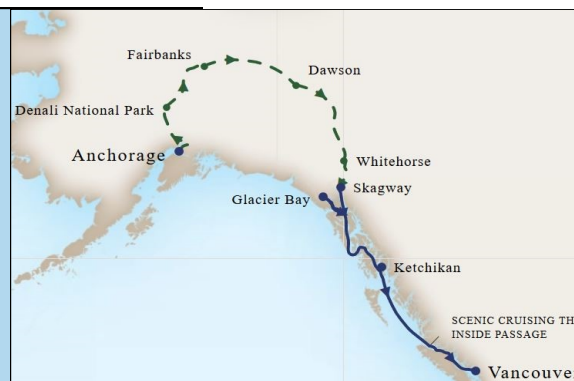 Fairbanks
Dawson
Denali National Park
Anchorage
Whitehorse
Skagway
Glacier Bay
Ketchikan
SCENIC CRUISING TH
INSIDE PASSAGE
Vancouve